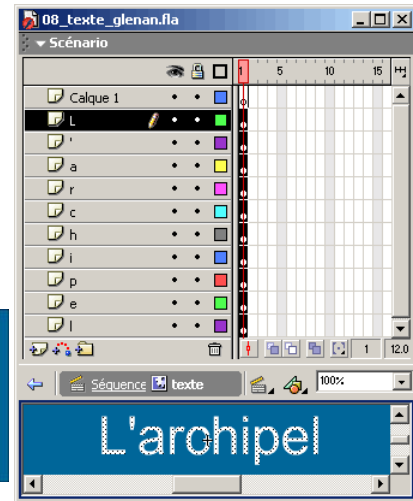 08_texte_glenan.fla
Scénario
1 5 10 15
Calque 1
L
'
a
r
c
h
i
p
e
l
1 12.0
Séquence texte 100%
L'archipel